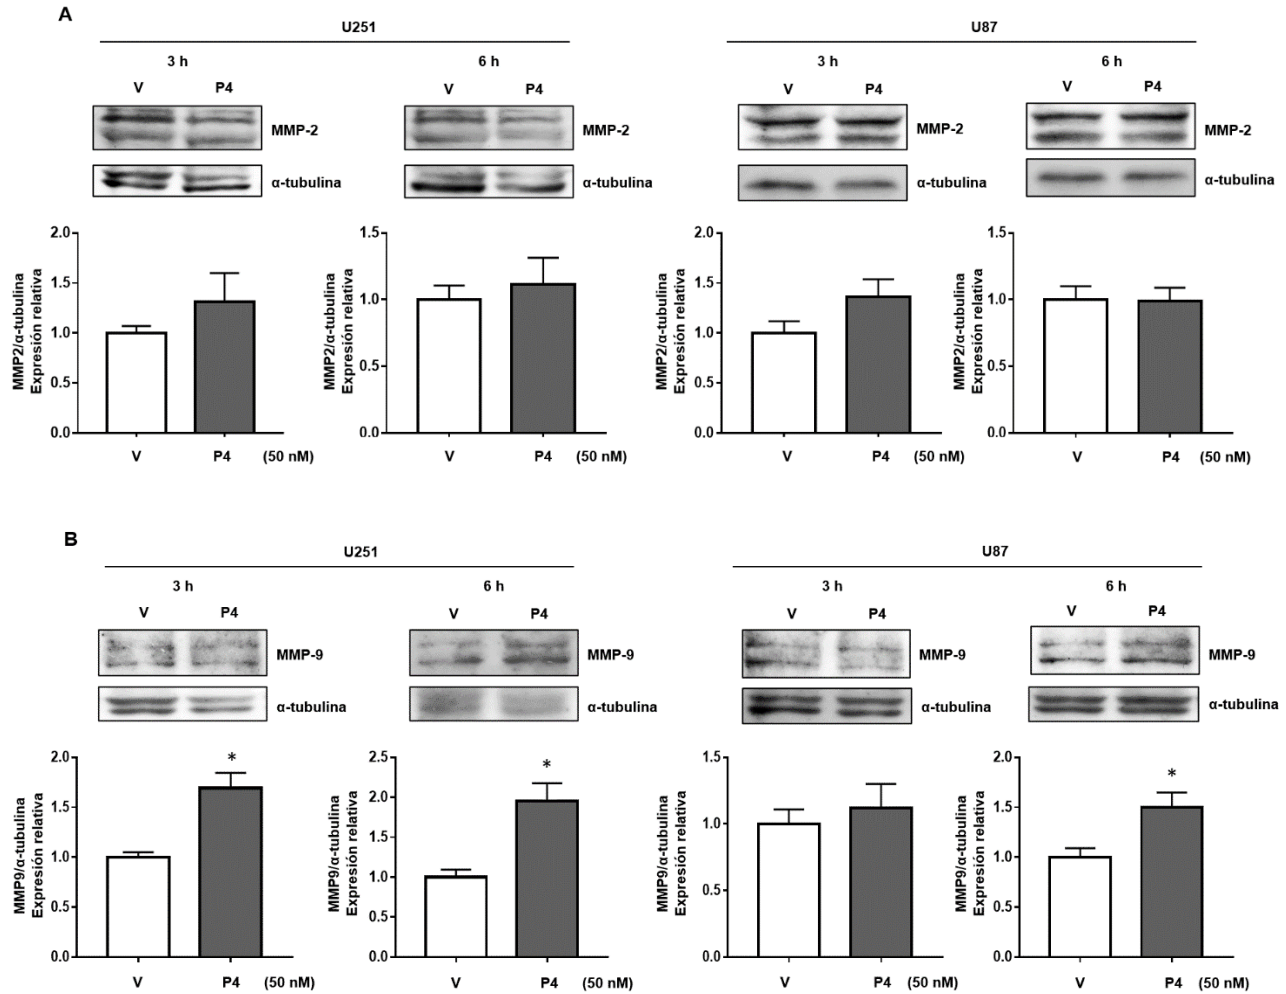 A
U251
U87
3 h
6 h
3 h
6 h
V P4
V P4
V P4
V P4
MMP-2
MMP-2
MMP-2
MMP-2
α-tubulina
α-tubulina
α-tubulina
α-tubulina
MMP2/α-tubulina
Expresión relativa
2.0
1.5
1.0
0.5
0.0
V P4 (50 nM)
MMP2/α-tubulina
Expresión relativa
1.5
1.0
0.5
0.0
V P4 (50 nM)
MMP2/α-tubulina
Expresión relativa
2.0
1.5
1.0
0.5
0.0
V P4 (50 nM)
MMP2/α-tubulina
Expresión relativa
1.5
1.0
0.5
0.0
V P4 (50 nM)
B
U251
U87
3 h
6 h
3 h
6 h
V P4
V P4
V P4
V P4
MMP-9
MMP-9
MMP-9
MMP-9
α-tubulina
α-tubulina
α-tubulina
α-tubulina
MMP9/α-tubulina
Expresión relativa
2.0
1.5
1.0
0.5
0.0
*
V P4 (50 nM)
MMP9/α-tubulina
Expresión relativa
2.5
2.0
1.5
1.0
0.5
0.0
*
V P4 (50 nM)
MMP9/α-tubulina
Expresión relativa
1.5
1.0
0.5
0.0
V P4 (50 nM)
MMP9/α-tubulina
Expresión relativa
2.0
1.5
1.0
0.5
0.0
*
V P4 (50 nM)